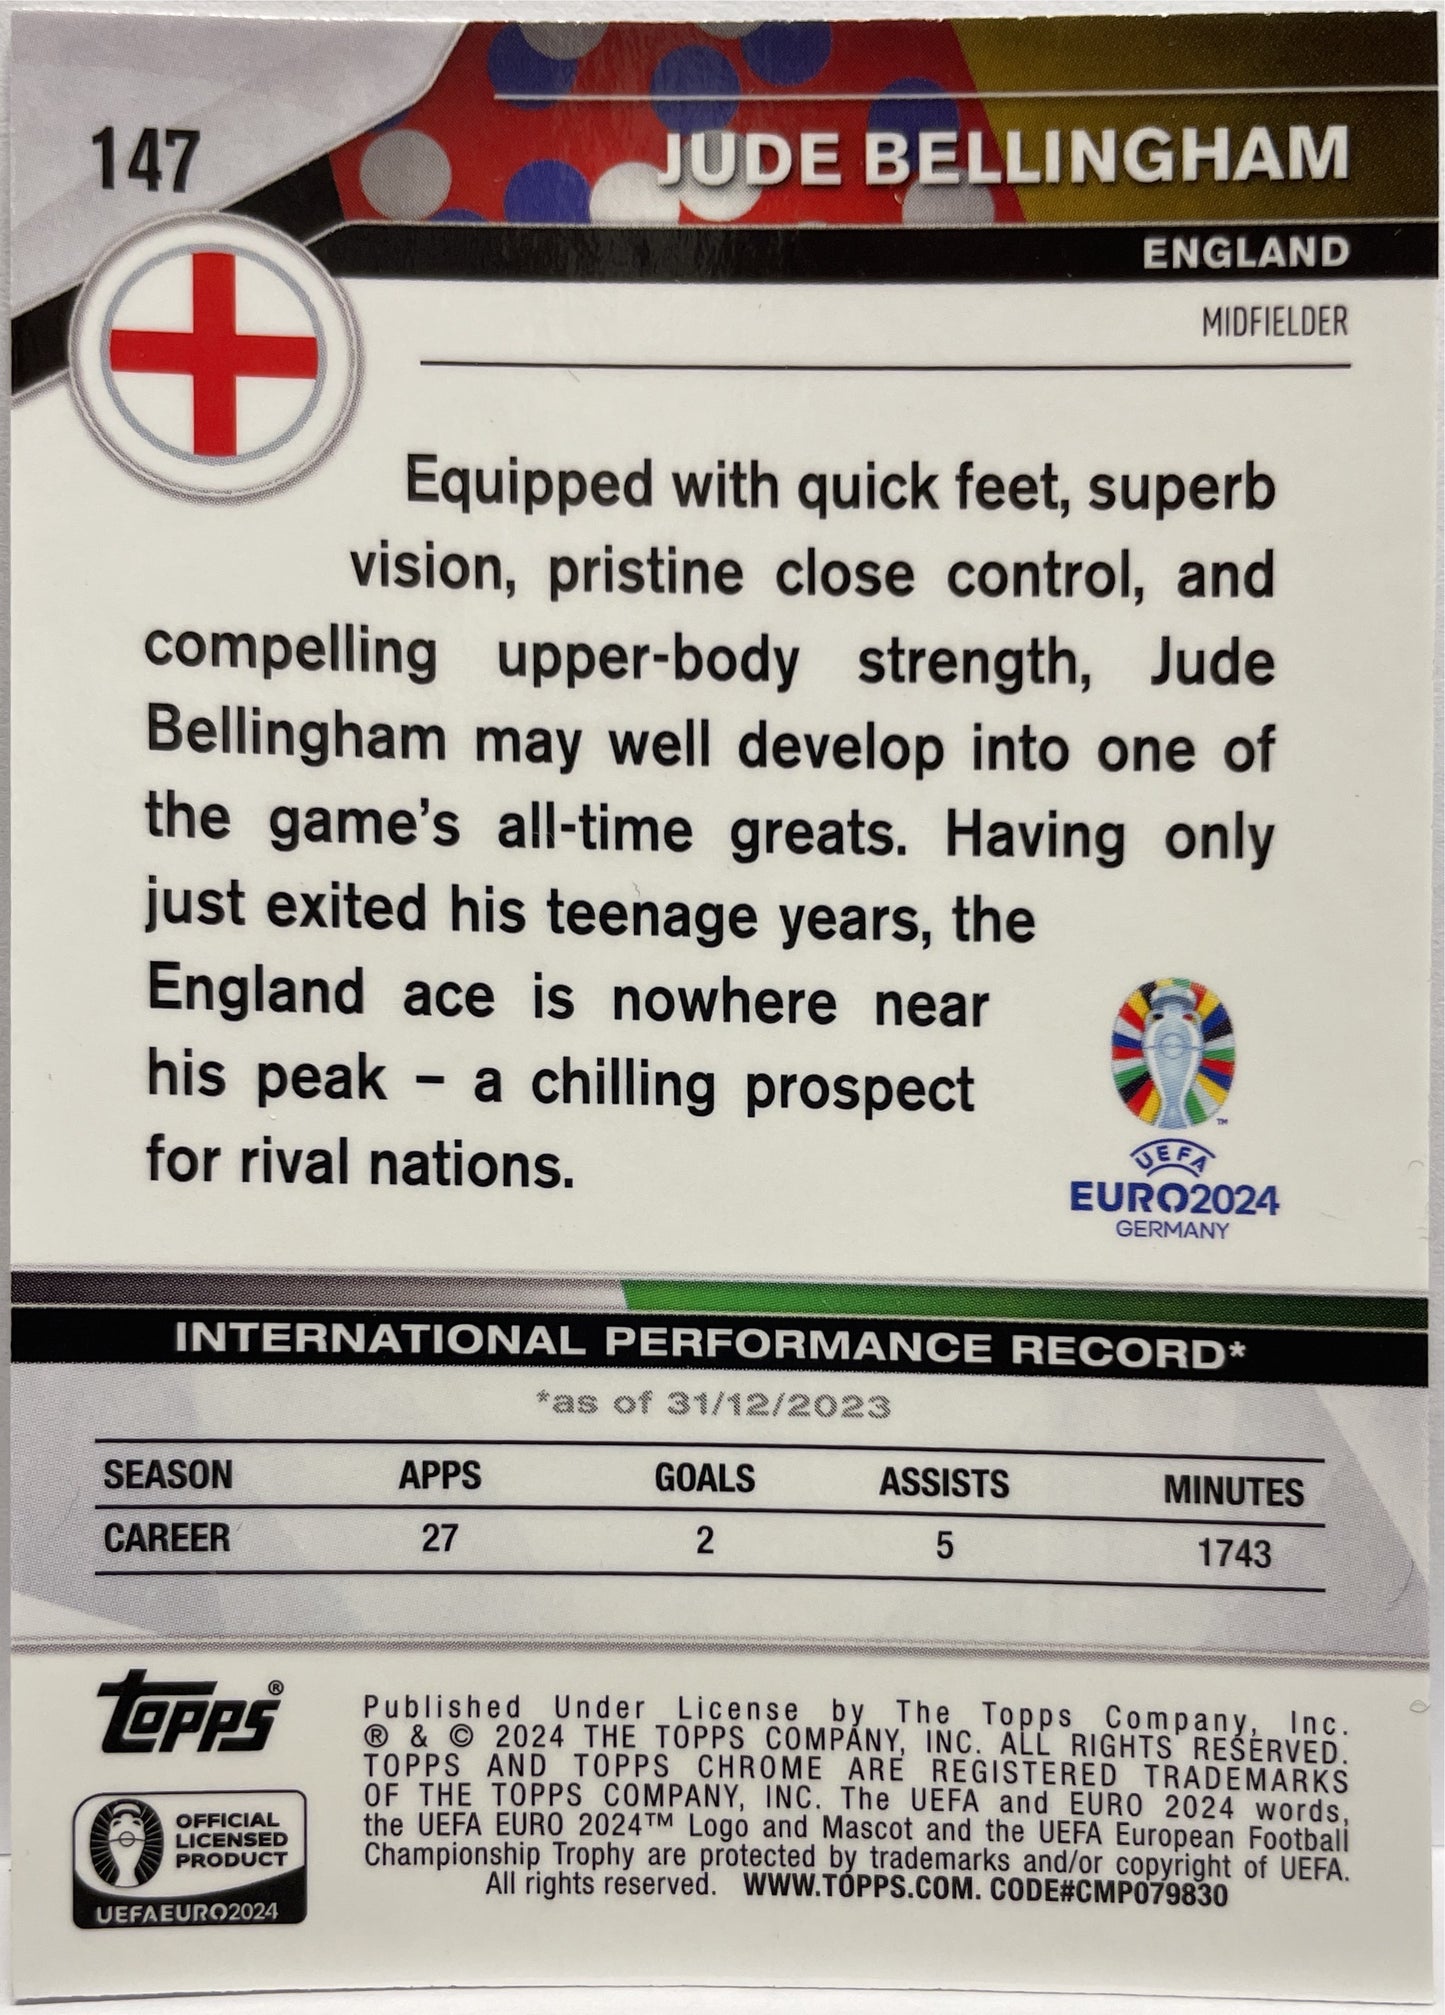 147
JUDE BELLINGHAM
ENGLAND
MIDFIELDER
Equipped with quick feet, superb
vision, pristine close control, and
compelling upper-body strength, Jude
Bellingham may well develop into one of
the game's all-time greats. Having only
just exited his teenage years, the
England ace is nowhere near
his peak – a chilling prospect
for rival nations.
TM
UEFA
EURO2024
GERMANY
INTERNATIONAL PERFORMANCE RECORD*
*as of 31/12/2023
SEASON APPS GOALS ASSISTS MINUTES
CAREER 27 2 5 1743
topps®
Published Under License by The Topps Company, Inc.
® & © 2024 THE TOPPS COMPANY, INC. ALL RIGHTS RESERVED.
TOPPS AND TOPPS CHROME ARE REGISTERED TRADEMARKS
OF THE TOPPS COMPANY, INC. The UEFA and EURO 2024 words,
the UEFA EURO 2024™ Logo and Mascot and the UEFA European Football
Championship Trophy are protected by trademarks and/or copyright of UEFA.
All rights reserved. WWW.TOPPS.COM. CODE#CMP079830
OFFICIAL
LICENSED
PRODUCT
UEFAEURO2024